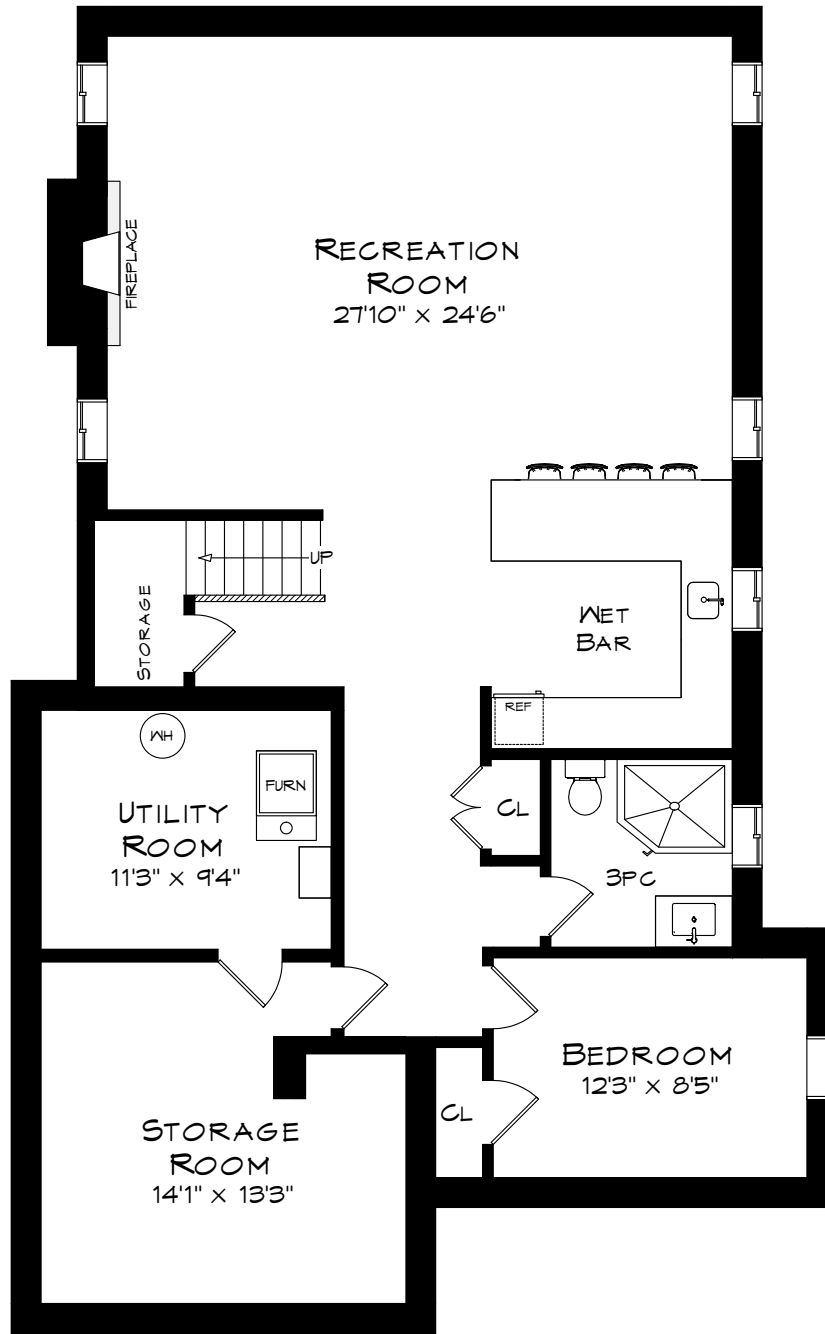 RECREATION
ROOM
27'10" x 24'6"
FIREPLACE
UP
STORAGE
WET
BAR
REF
WH
FURN
UTILITY
ROOM
11'3" x 9'4"
CL
3PC
BEDROOM
12'3" x 8'5"
CL
STORAGE
ROOM
14'1" x 13'3"